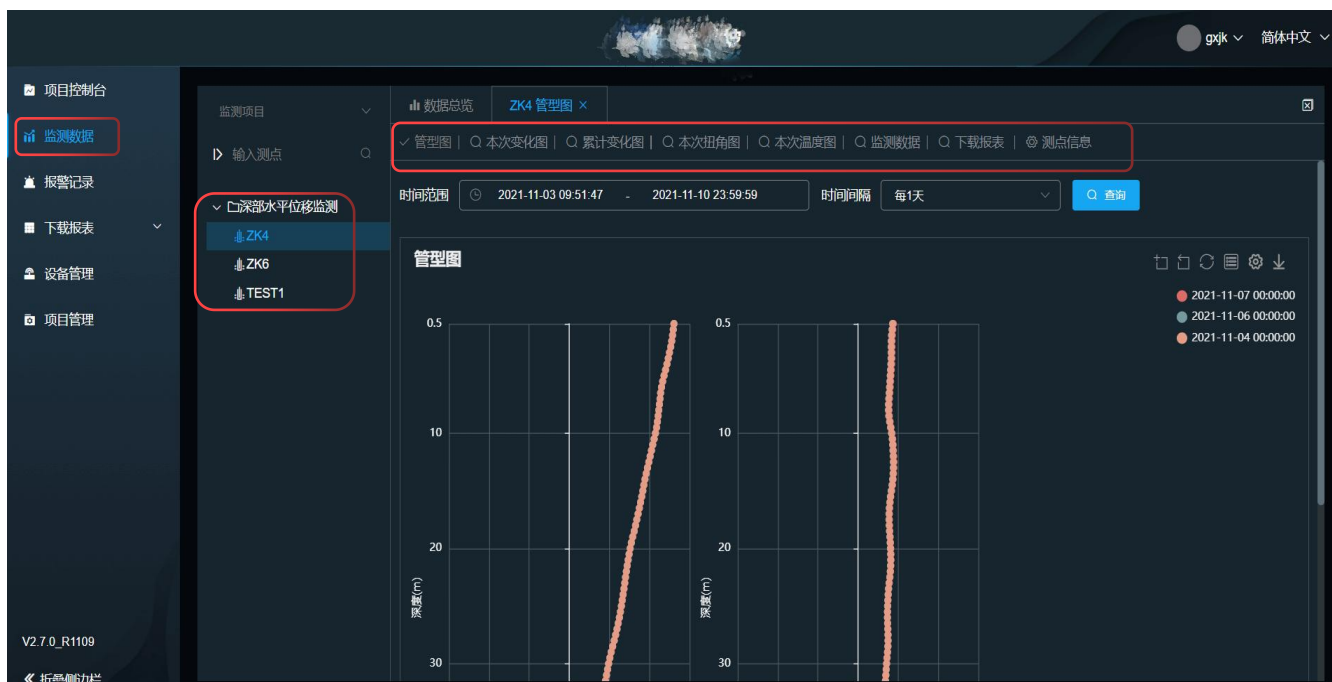 gxjk 简体中文
项目控制台
监测数据
报警记录
下载报表
设备管理
项目管理
V2.7.0_R1109
折叠侧边栏
监测项目
输入测点
深部水平位移监测
ZK4
ZK6
TEST1
数据总览 ZK4 管型图 ×
管型图 | 本次变化图 | 累计变化图 | 本次扭角图 | 本次温度图 | 监测数据 | 下载报表 | 测点信息
时间范围 2021-11-03 09:51:47 - 2021-11-10 23:59:59 时间间隔 每1天 查询
管型图
2021-11-07 00:00:00
2021-11-06 00:00:00
2021-11-04 00:00:00
0.5
10
20
30
深度(m)
0.5
10
20
30
深度(m)